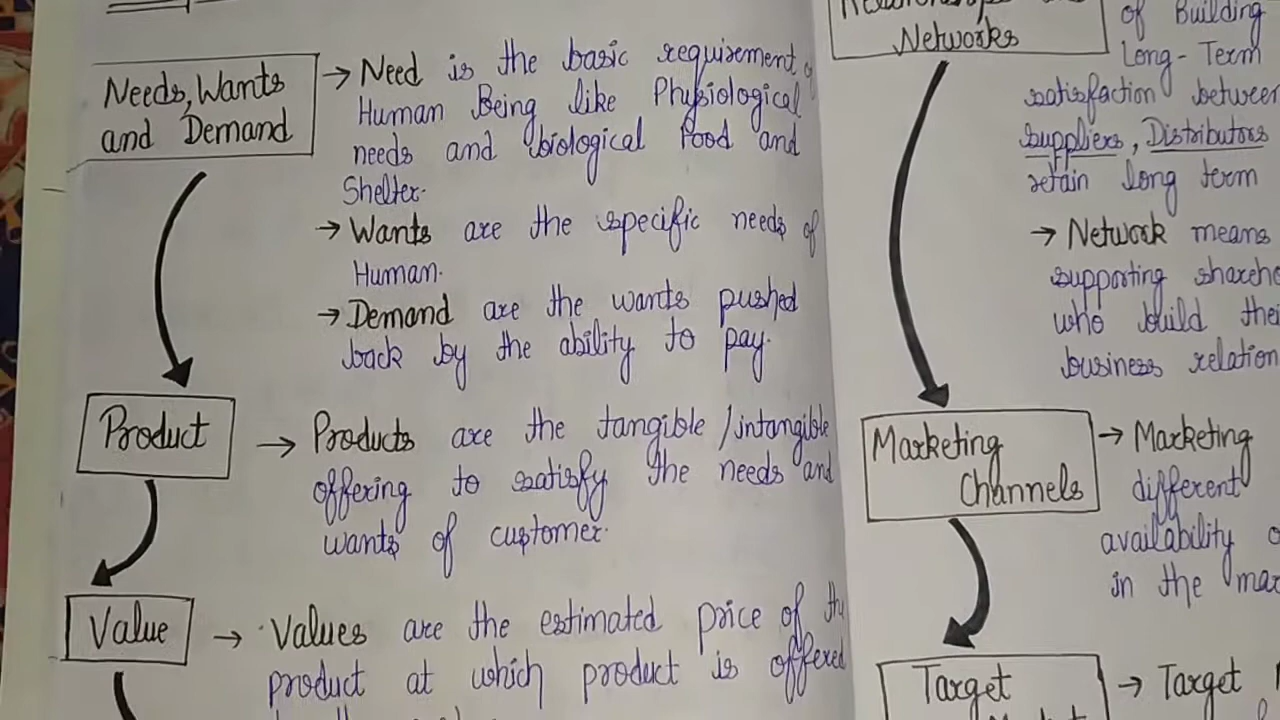 Needs, Wants
and Demand
→ Need is the basic requirement of
Human Being like Physiological
needs and biological Food and
Shelter.
→ Wants are the specific needs of
Human.
→ Demand are the wants pushed
back by the ability to pay.
Product
→ Products are the tangible / intangible
offering to satisfy the needs and
wants of customer.
Value
→ Values are the estimated price of the
product at which product is offered
Networks
of Building
Long-Term
satisfaction between
suppliers, Distributors
retain long term
→ Network means
supporting
who build
business relation
Marketing
Channels
→ Marketing
different
availability
in the
Target
→ Target